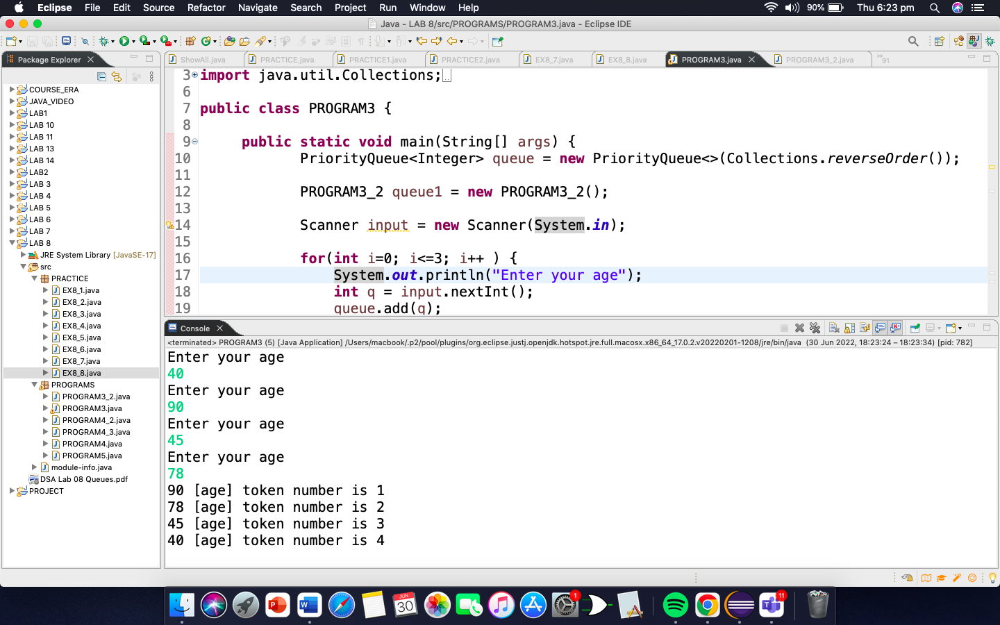 Eclipse File Edit Source Refactor Navigate Search Project Run Window Help 90% Thu 6:23 pm
Java - LAB 8/src/PROGRAMS/PROGRAM3.java - Eclipse IDE
Package Explorer
COURSE_ERA
JAVA_VIDEO
LAB1
LAB 10
LAB 11
LAB 13
LAB 14
LAB2
LAB 3
LAB 4
LAB 5
LAB 6
LAB 7
LAB 8
JRE System Library [JavaSE-17]
src
PRACTICE
EX8_1.java
EX8_2.java
EX8_3.java
EX8_4.java
EX8_5.java
EX8_6.java
EX8_7.java
EX8_8.java
PROGRAMS
PROGRAM3_2.java
PROGRAM3.java
PROGRAM4_2.java
PROGRAM4_3.java
PROGRAM4.java
PROGRAM5.java
module-info.java
DSA Lab 08 Queues.pdf
PROJECT
ShowAll.java PRACTICE.java PRACTICE1.java PRACTICE2.java EX8_7.java EX8_8.java PROGRAM3.java PROGRAM3_2.java 91
3 import java.util.Collections;
6
7 public class PROGRAM3 {
8
9 public static void main(String[] args) {
10 PriorityQueue<Integer> queue = new PriorityQueue<>(Collections.reverseOrder());
11
12 PROGRAM3_2 queue1 = new PROGRAM3_2();
13
14 Scanner input = new Scanner(System.in);
15
16 for(int i=0; i<=3; i++ ) {
17 System.out.println("Enter your age");
18 int q = input.nextInt();
19 queue.add(q);
Console
<terminated> PROGRAM3 (5) [Java Application] /Users/macbook/.p2/pool/plugins/org.eclipse.justj.openjdk.hotspot.jre.full.macosx.x86_64_17.0.2.v20220201-1208/jre/bin/java (30 Jun 2022, 18:23:24 – 18:23:34) [pid: 782]
Enter your age
40
Enter your age
90
Enter your age
45
Enter your age
78
90 [age] token number is 1
78 [age] token number is 2
45 [age] token number is 3
40 [age] token number is 4
JUN
30
1
11